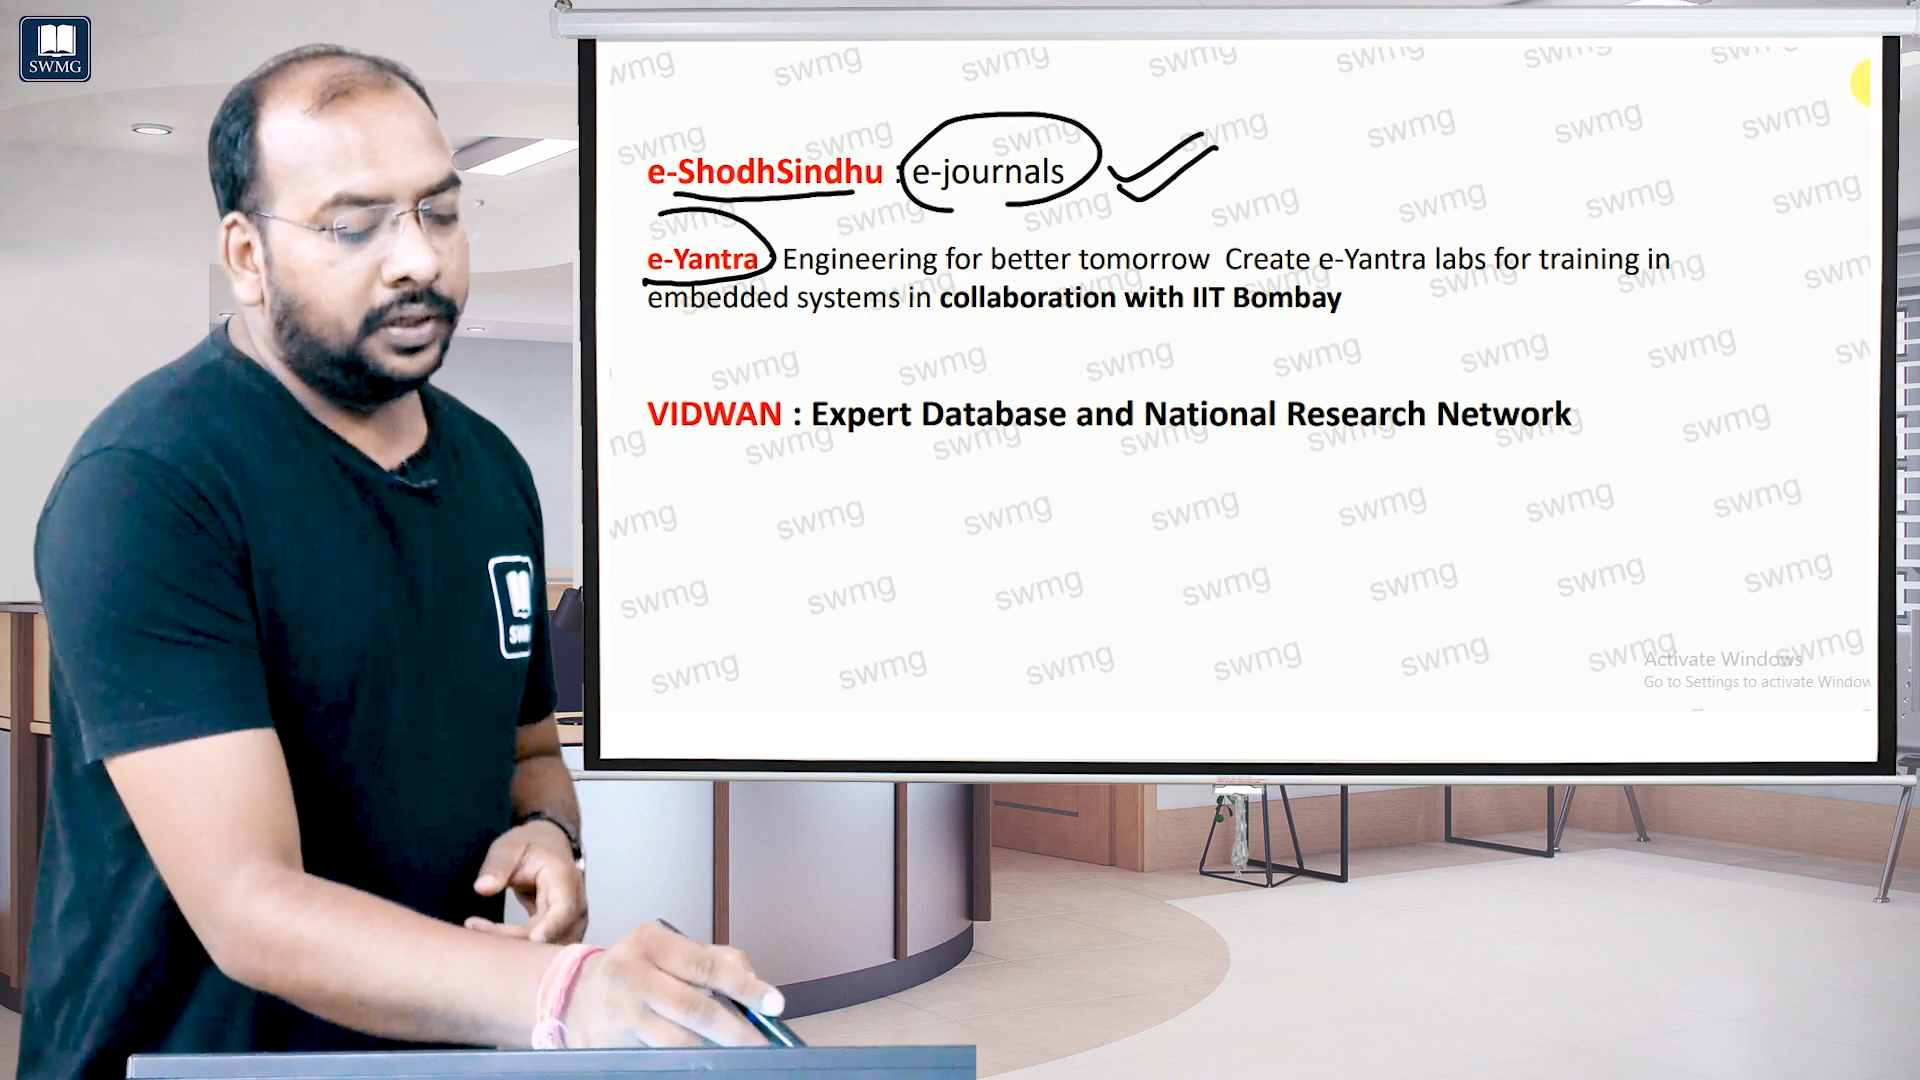 SWMG
e-ShodhSindhu : e-journals
e-Yantra Engineering for better tomorrow Create e-Yantra labs for training in
embedded systems in collaboration with IIT Bombay
VIDWAN : Expert Database and National Research Network
Activate Windows
Go to Settings to activate Window
swmg